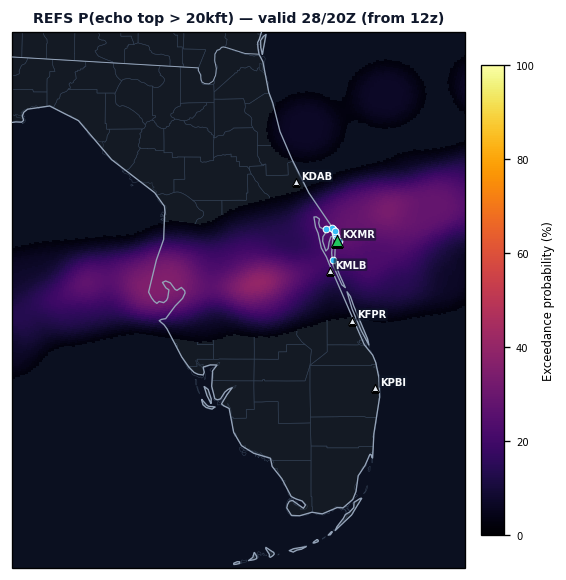 REFS P(echo top > 20kft) — valid 28/20Z (from 12z)
KDAB
KXMR
KMLB
KFPR
KPBI
100
80
60
40
20
0
Exceedance probability (%)